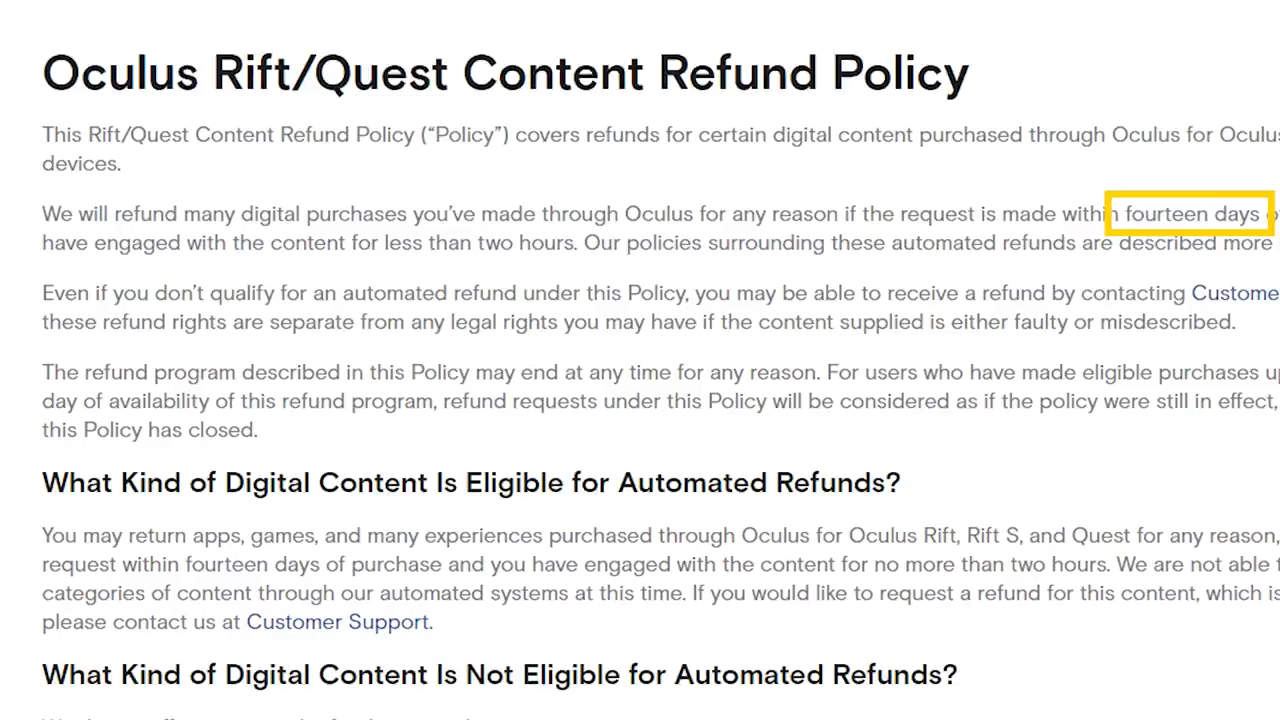 Oculus Rift/Quest Content Refund Policy
This Rift/Quest Content Refund Policy (“Policy”) covers refunds for certain digital content purchased through Oculus for Oculus
devices.
We will refund many digital purchases you’ve made through Oculus for any reason if the request is made within fourteen days
have engaged with the content for less than two hours. Our policies surrounding these automated refunds are described more
Even if you don’t qualify for an automated refund under this Policy, you may be able to receive a refund by contacting
these refund rights are separate from any legal rights you may have if the content supplied is either faulty or misdescribed.
The refund program described in this Policy may end at any time for any reason. For users who have made eligible purchases
day of availability of this refund program, refund requests under this Policy will be considered as if the policy were still in effect,
this Policy has closed.
What Kind of Digital Content Is Eligible for Automated Refunds?
You may return apps, games, and many experiences purchased through Oculus for Oculus Rift, Rift S, and Quest for any reason,
request within fourteen days of purchase and you have engaged with the content for no more than two hours. We are not able
categories of content through our automated systems at this time. If you would like to request a refund for this content, which is
please contact us at Customer Support.
What Kind of Digital Content Is Not Eligible for Automated Refunds?